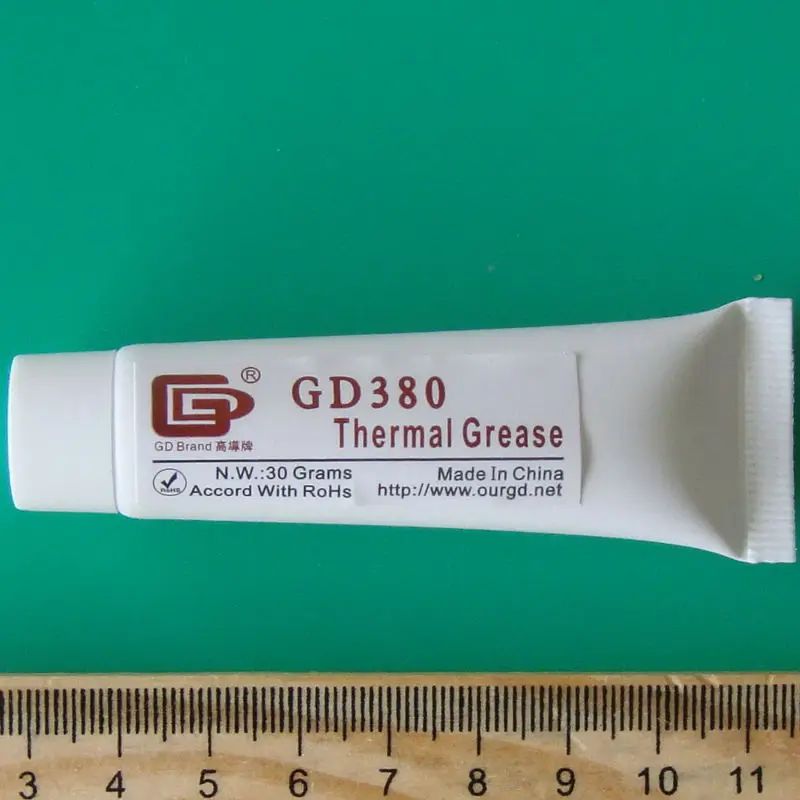 ®
GD380
Thermal Grease
GD Brand 高導牌
RoHS
N.W.:30 Grams
Accord With RoHs
Made In China
http://www.ourgd.net
3 4 5 6 7 8 9 10 11